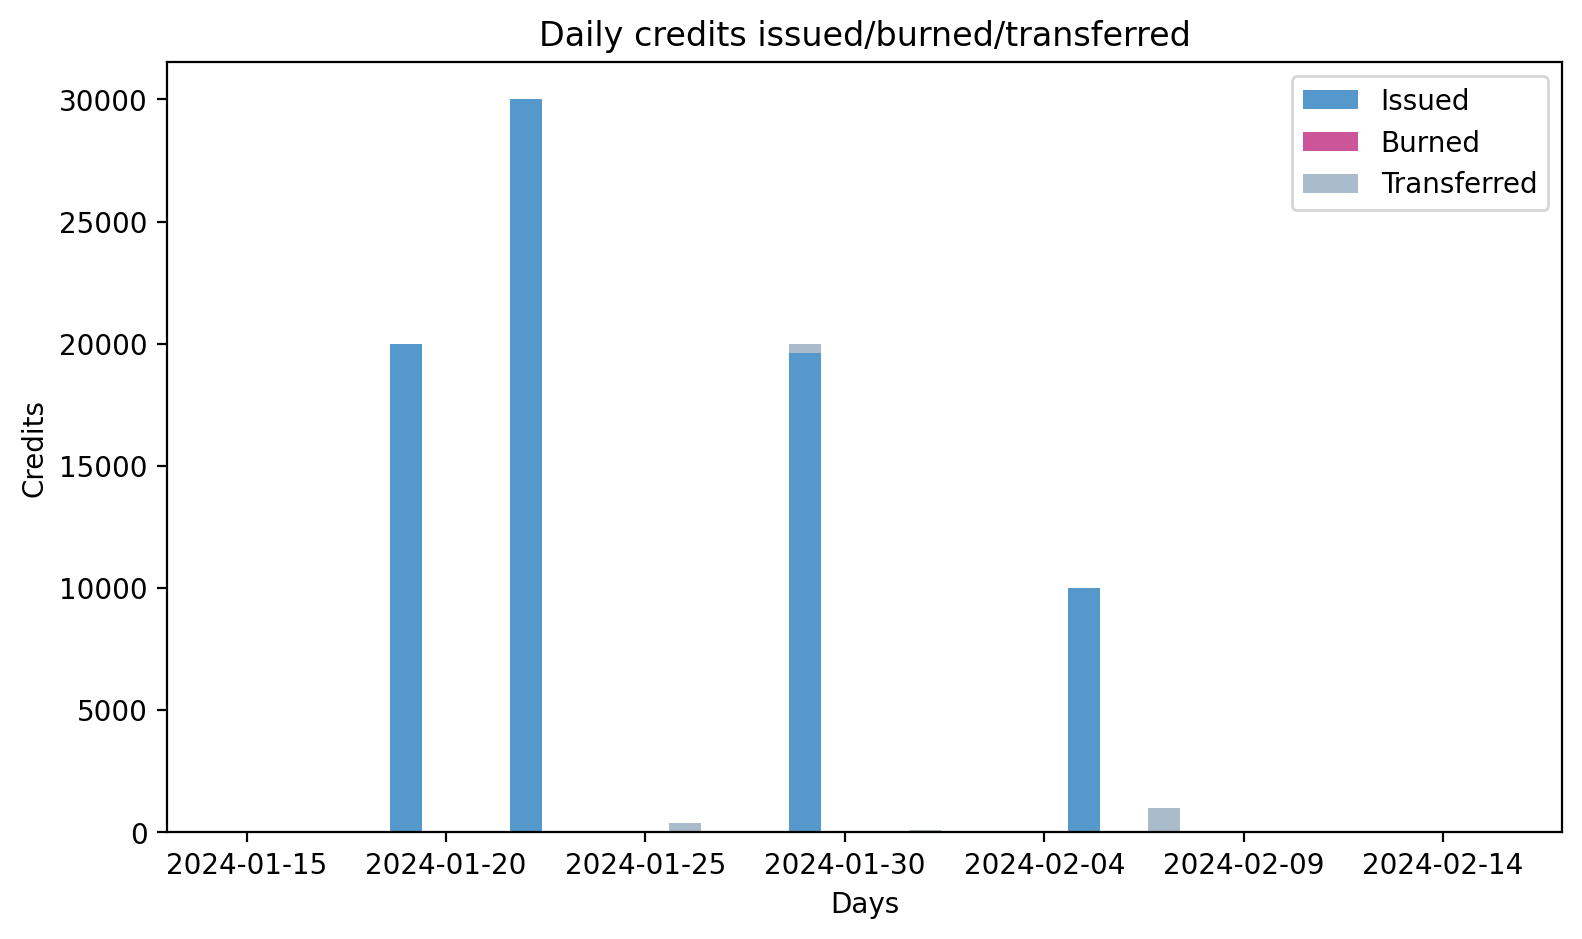 Daily credits issued/burned/transferred
Issued
Burned
Transferred
30000
25000
20000
15000
10000
5000
0
Credits
2024-01-15 2024-01-20 2024-01-25 2024-01-30 2024-02-04 2024-02-09 2024-02-14
Days